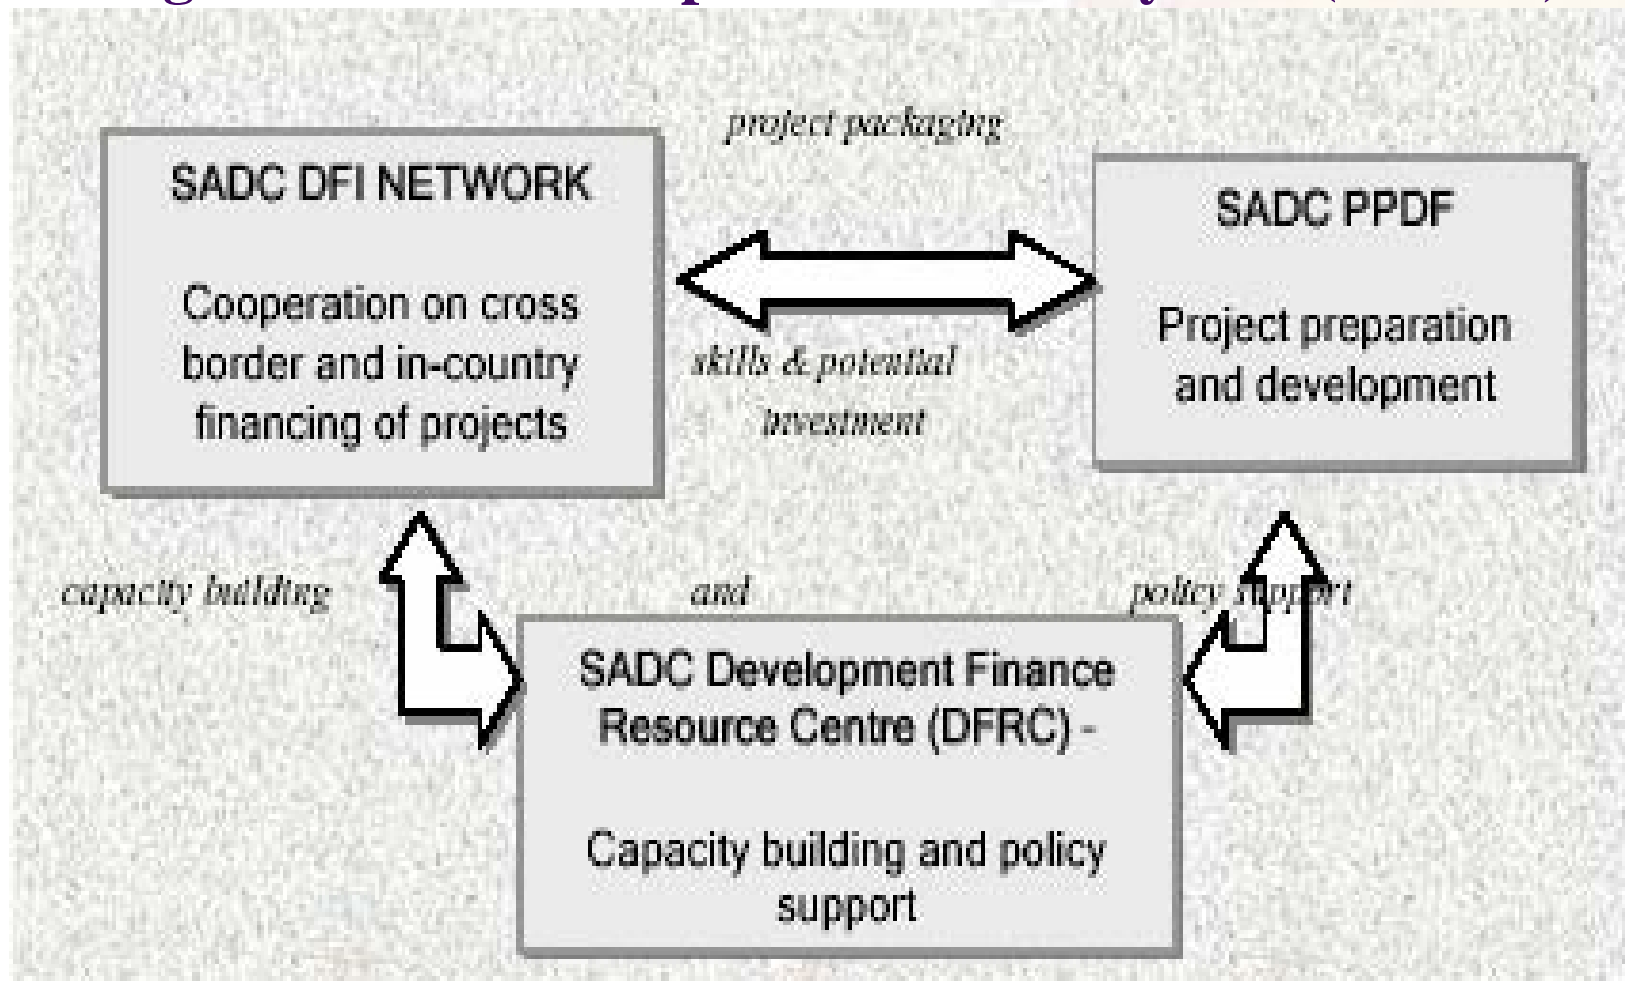 project packaging
SADC DFI NETWORK
Cooperation on cross
border and in-country
financing of projects
SADC PPDF
Project preparation
and development
skills & potential
investment
capacity building and policy support
SADC Development Finance
Resource Centre (DFRC) -
Capacity building and policy
support